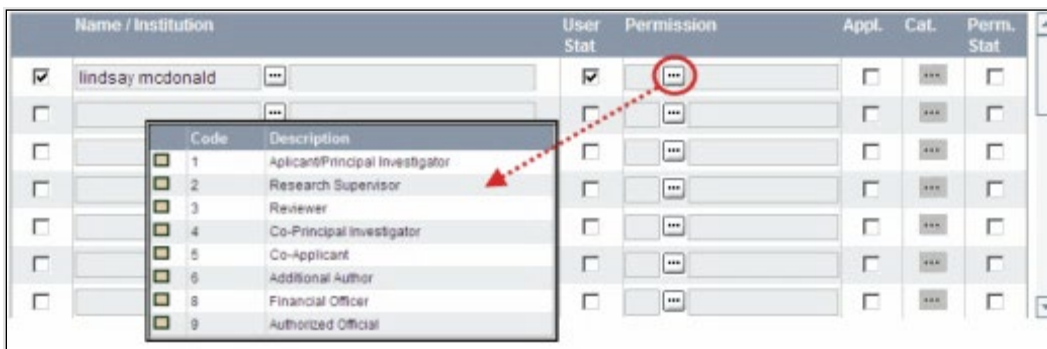 Name / Institution User Stat Permission Appl. Cat. Perm. Stat
lindsay mcdonald
Code Description
1 Aplicant/Principal Investigator
2 Research Supervisor
3 Reviewer
4 Co-Principal Investigator
5 Co-Applicant
6 Additional Author
8 Financial Officer
9 Authorized Official